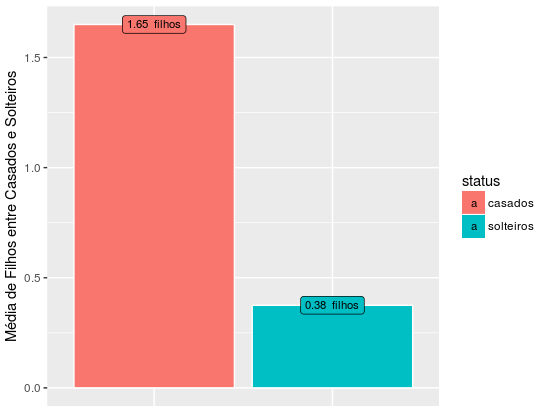 Média de Filhos entre Casados e Solteiros
1.5
1.0
0.5
0.0
1.65 filhos
0.38 filhos
status
a casados
a solteiros